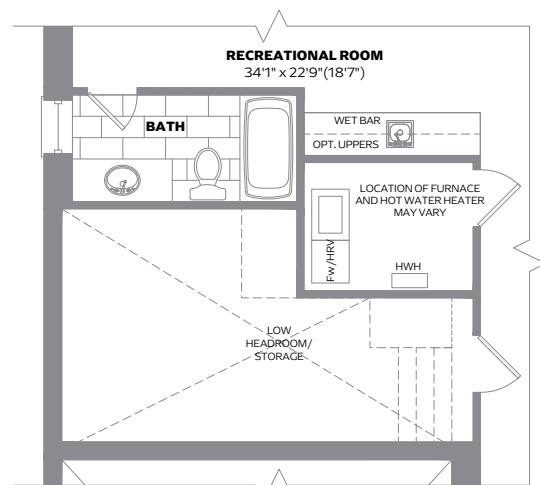 RECREATIONAL ROOM
34'1" x 22'9"(18'7")
BATH
WET BAR
OPT. UPPERS
LOCATION OF FURNACE
AND HOT WATER HEATER
MAY VARY
Fw/HRV
HWH
LOW
HEADROOM/
STORAGE